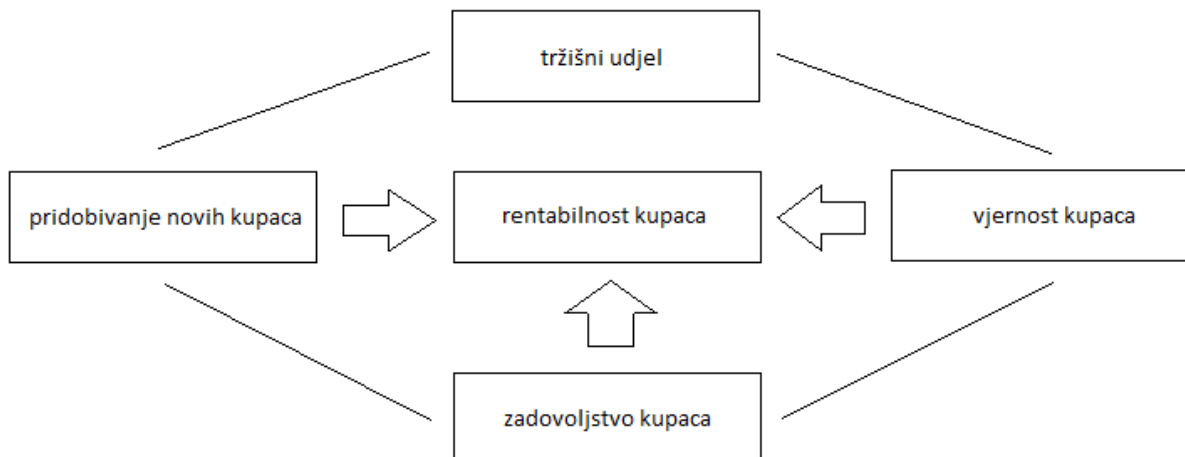 tržišni udjel
pridobivanje novih kupaca
rentabilnost kupaca
vjernost kupaca
zadovoljstvo kupaca